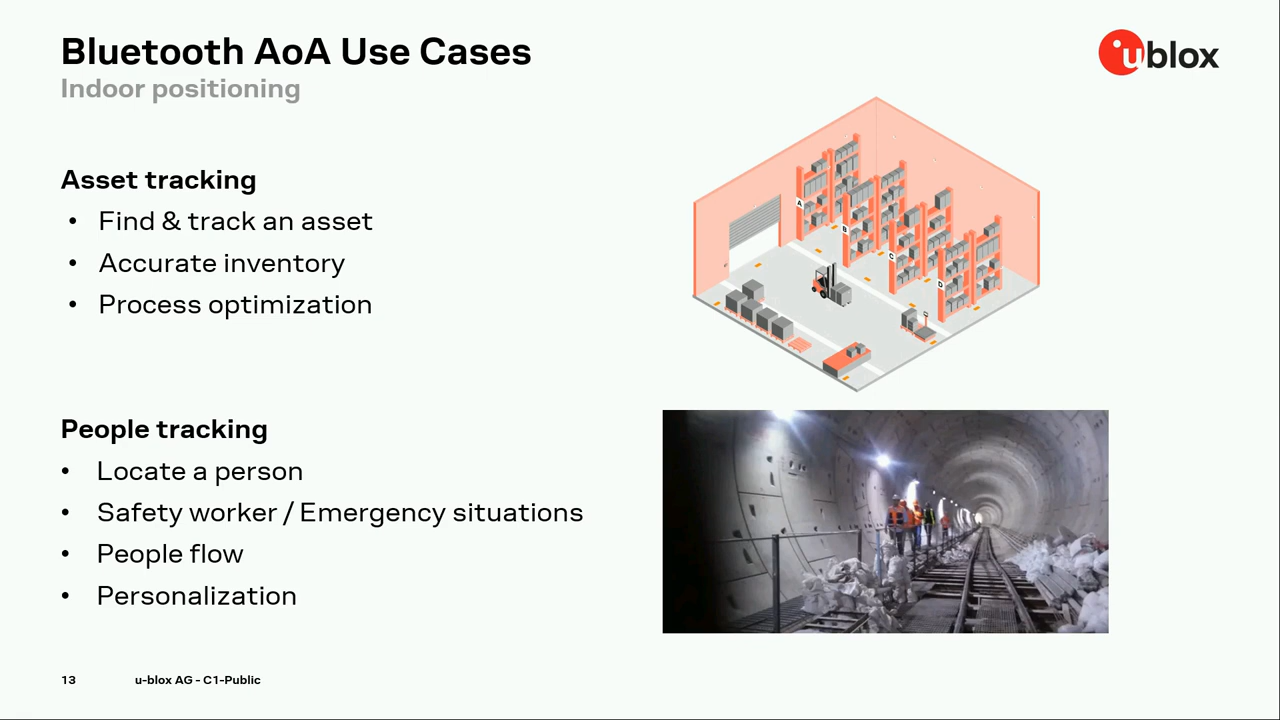 Bluetooth AoA Use Cases
Indoor positioning
ublox
Asset tracking
• Find & track an asset
• Accurate inventory
• Process optimization
A
B
C
D
People tracking
• Locate a person
• Safety worker / Emergency situations
• People flow
• Personalization
13 u-blox AG - C1-Public